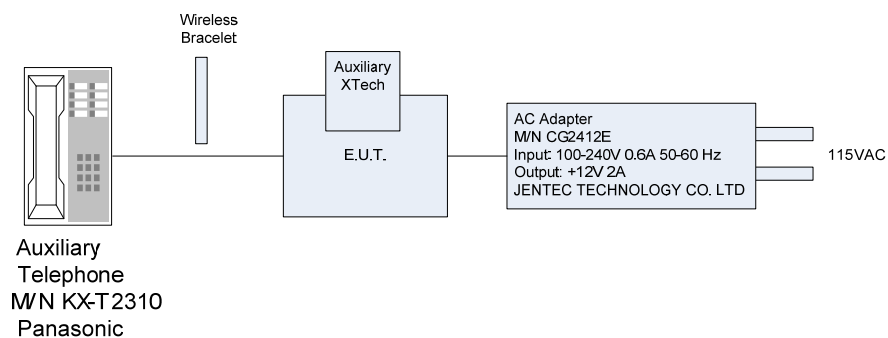 Wireless
Bracelet
Auxiliary
XTech
E.U.T.
AC Adapter
M/N CG2412E
Input: 100-240V 0.6A 50-60 Hz
Output: +12V 2A
JENTEC TECHNOLOGY CO. LTD
115VAC
Auxiliary
Telephone
M/N KX-T2310
Panasonic